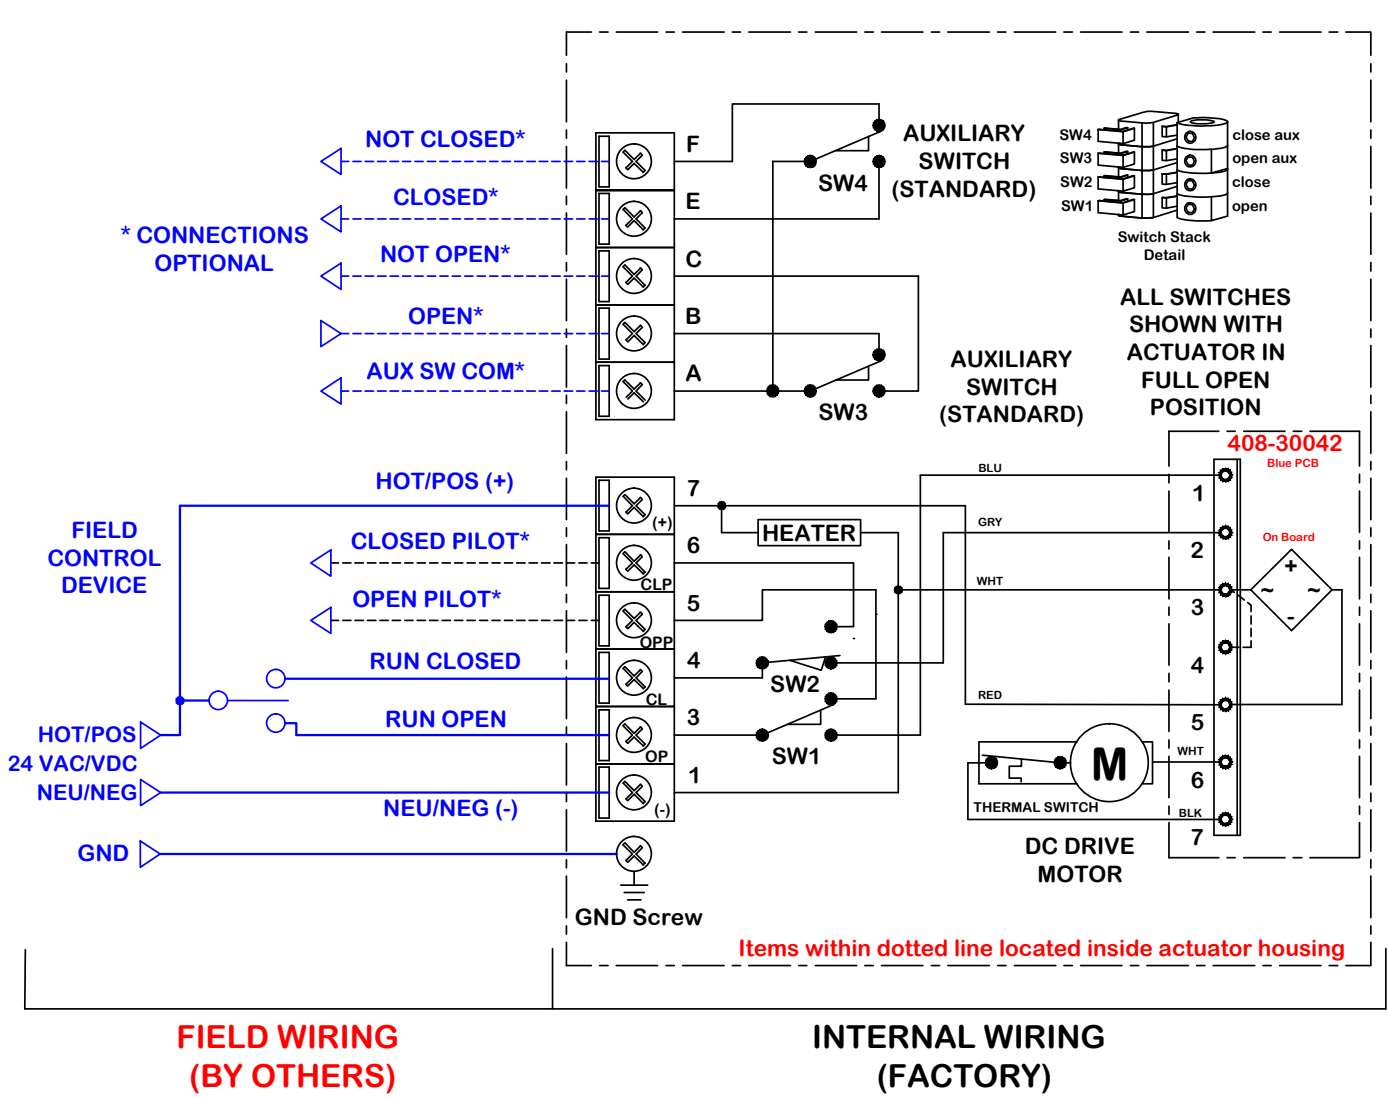 NOT CLOSED*
CLOSED*
* CONNECTIONS
OPTIONAL
NOT OPEN*
OPEN*
AUX SW COM*
F
E
C
B
A
SW4
AUXILIARY
SWITCH
(STANDARD)
SW3
AUXILIARY
SWITCH
(STANDARD)
SW4
SW3
SW2
SW1
close aux
open aux
close
open
Switch Stack
Detail
ALL SWITCHES
SHOWN WITH
ACTUATOR IN
FULL OPEN
POSITION
FIELD
CONTROL
DEVICE
HOT/POS (+)
CLOSED PILOT*
OPEN PILOT*
RUN CLOSED
RUN OPEN
HOT/POS
24 VAC/VDC
NEU/NEG
NEU/NEG (-)
GND
7
(+)
6
CLP
5
OPP
4
CL
3
OP
1
(-)
GND Screw
HEATER
SW2
SW1
BLU
GRY
WHT
RED
408-30042
Blue PCB
On Board
+
~ ~
-
1
2
3
4
5
6
7
WHT
BLK
M
THERMAL SWITCH
DC DRIVE
MOTOR
Items within dotted line located inside actuator housing
FIELD WIRING
(BY OTHERS)
INTERNAL WIRING
(FACTORY)